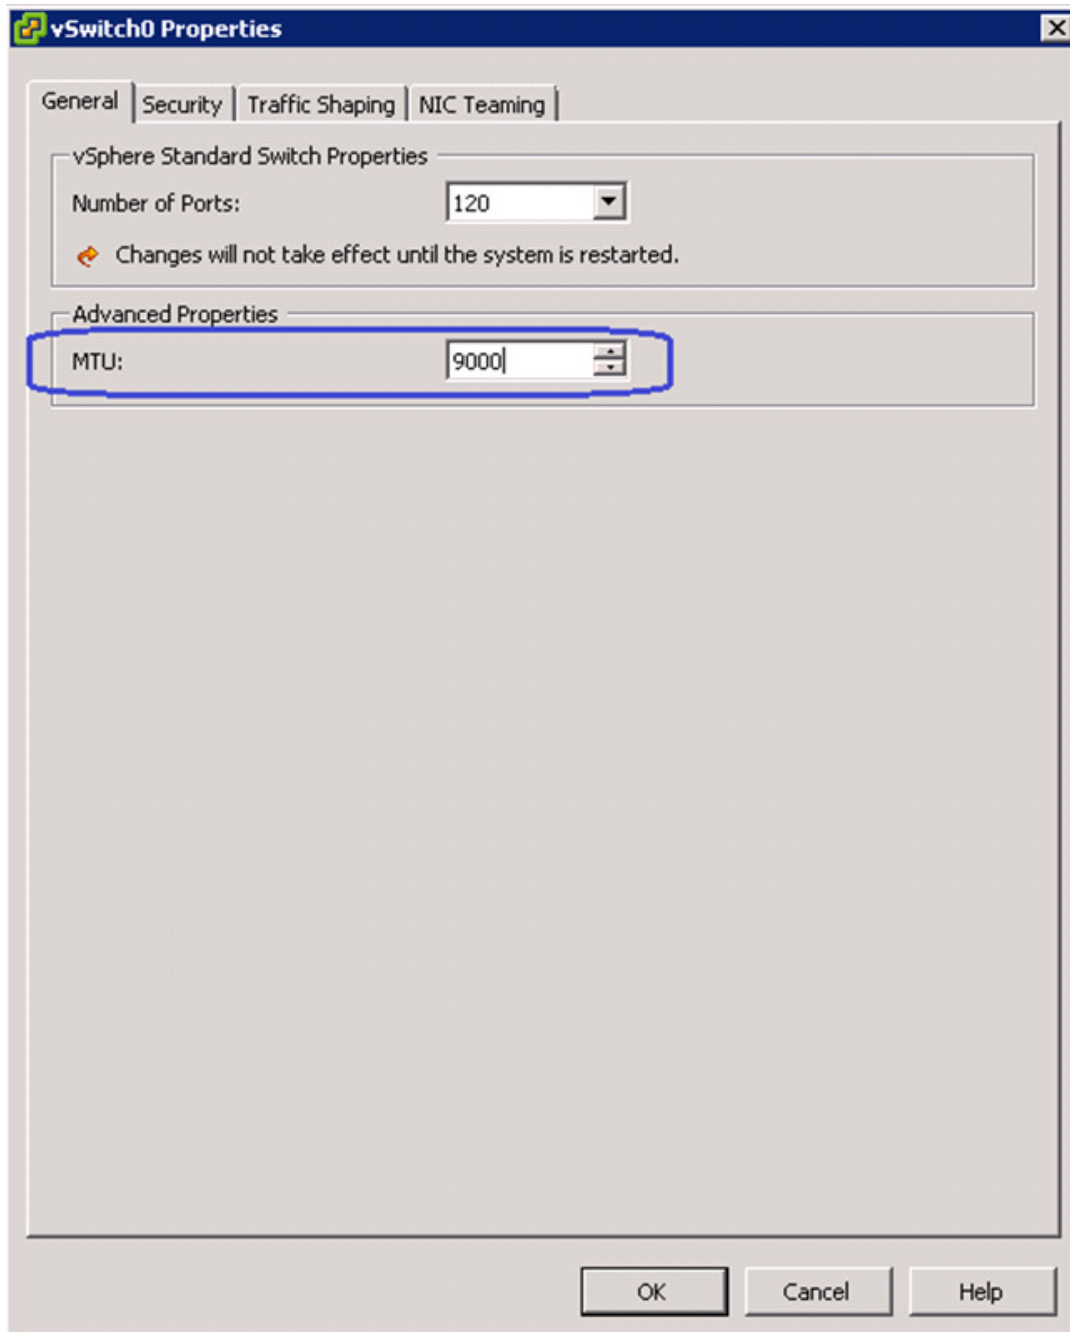 vSwitch0 Properties
General Security Traffic Shaping NIC Teaming
vSphere Standard Switch Properties
Number of Ports: 120
Changes will not take effect until the system is restarted.
Advanced Properties
MTU: 9000
OK Cancel Help